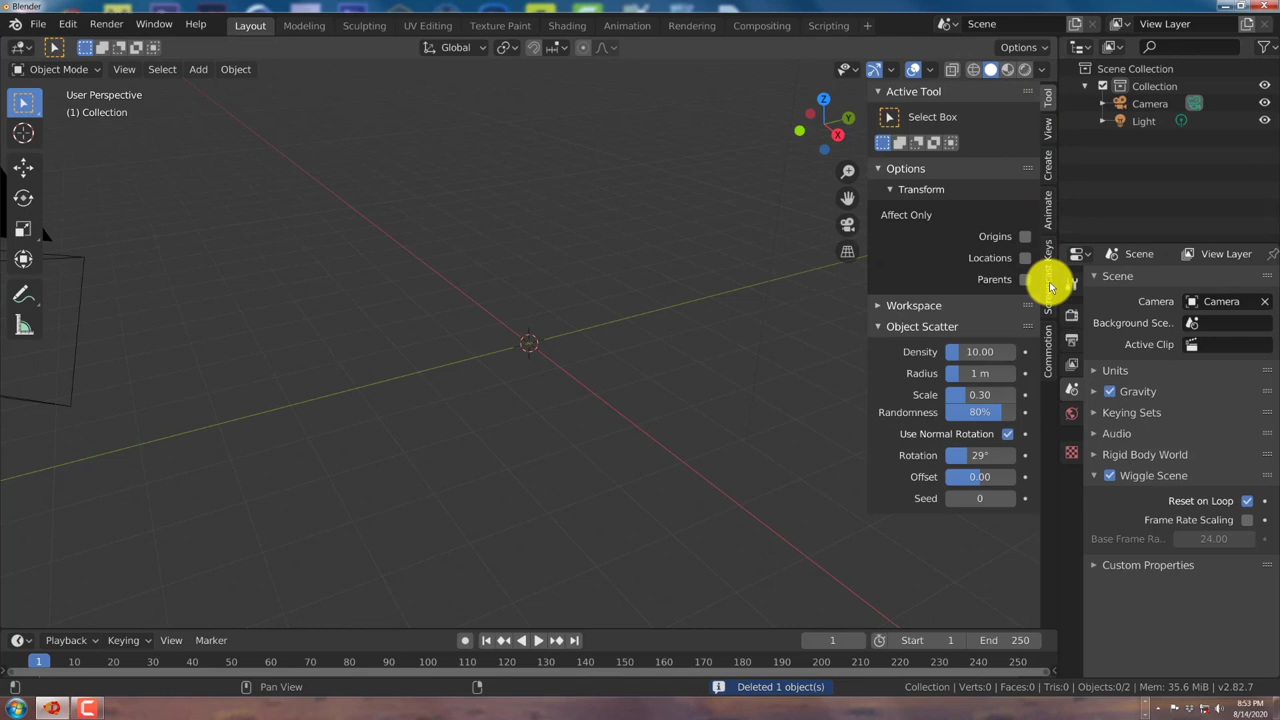 Blender
File Edit Render Window Help
Layout Modeling Sculpting UV Editing Texture Paint Shading Animation Rendering Compositing Scripting +
Scene View Layer
Global Options
Object Mode View Select Add Object
User Perspective
(1) Collection
Z
Y
X
Active Tool
Select Box
Options
Transform
Affect Only
Origins
Locations
Parents
Workspace
Object Scatter
Density 10.00
Radius 1 m
Scale 0.30
Randomness 80%
Use Normal Rotation
Rotation 29°
Offset 0.00
Seed 0
Tool
View
Create
Animate
Commotion
Scene Collection
Collection
Camera
Light
Scene View Layer
Scene
Camera Camera
Background Sce..
Active Clip
Units
Gravity
Keying Sets
Audio
Rigid Body World
Wiggle Scene
Reset on Loop
Frame Rate Scaling
Base Frame Ra.. 24.00
Custom Properties
Playback Keying View Marker
1 Start 1 End 250
1 10 20 30 40 50 60 70 80 90 100 110 120 130 140 150 160 170 180 190 200 210 220 230 240 250
Pan View
Deleted 1 object(s)
Collection | Verts:0 | Faces:0 | Tris:0 | Objects:0/2 | Mem: 35.6 MiB | v2.82.7
8:53 PM
8/14/2020